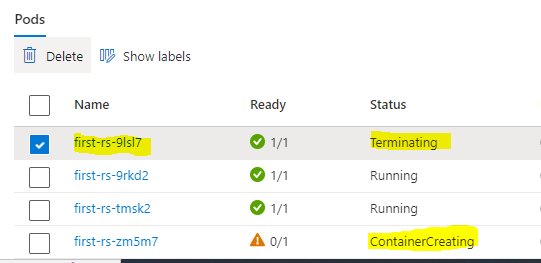 Pods
Delete Show labels
Name Ready Status
first-rs-9lsl7 1/1 Terminating
first-rs-9rkd2 1/1 Running
first-rs-tmsk2 1/1 Running
first-rs-zm5m7 0/1 ContainerCreating